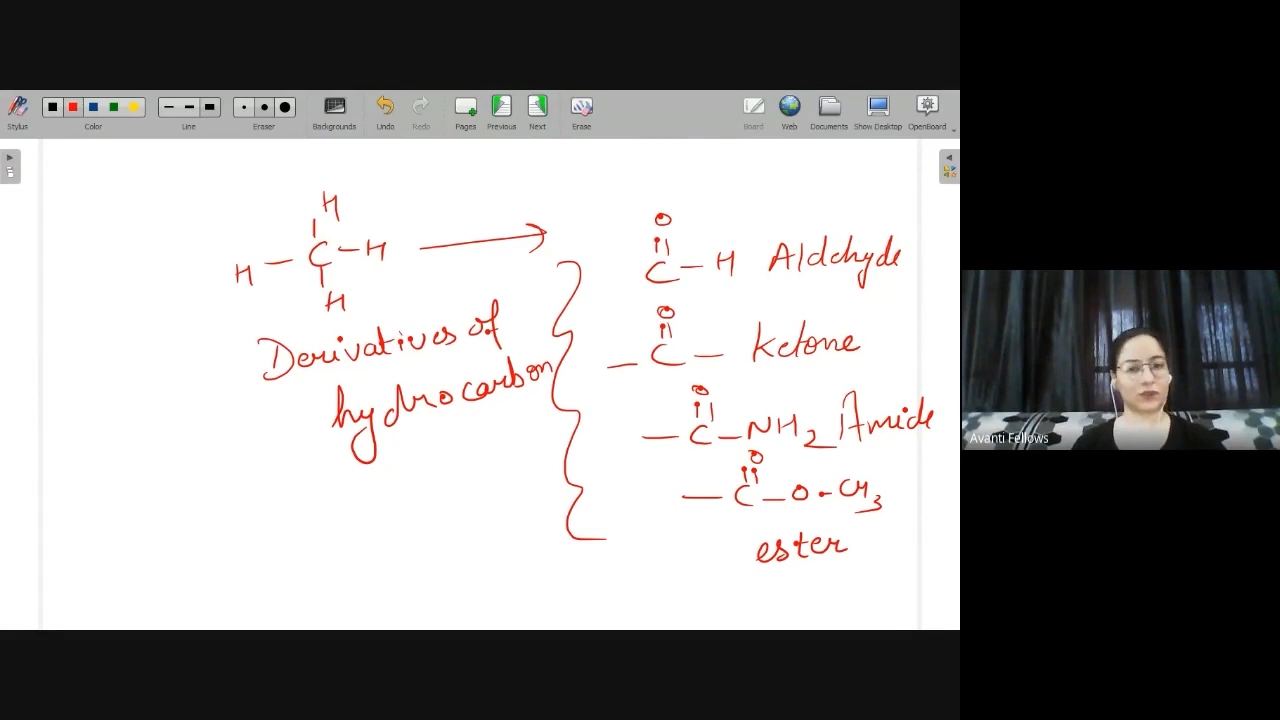 Stylus Color Line Eraser Backgrounds Undo Redo Pages Previous Next Erase Board Web Documents Show Desktop OpenBoard
H
H – C – H
H
Derivatives of
hydrocarbon
O
C – H Aldehyde
O
– C – Ketone
O
– C – NH2 Amide
O
– C – O - CH3
ester
Avanti Fellows